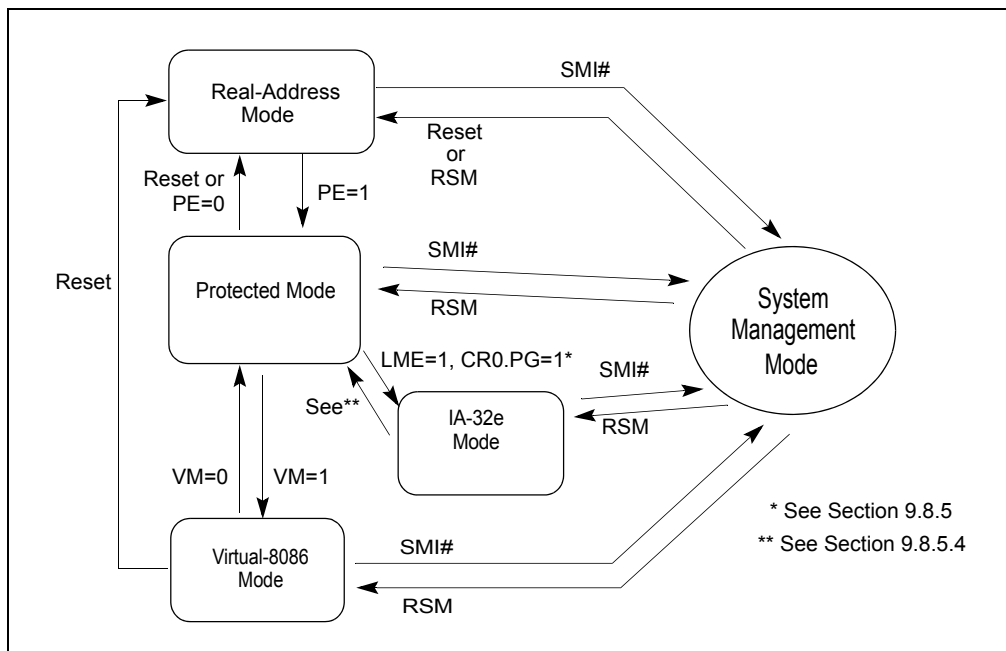 SMI#
Real-Address
Mode
Reset
or
RSM
Reset or
PE=0
PE=1
SMI#
Reset
Protected Mode
RSM
System
Management
Mode
LME=1, CR0.PG=1*
SMI#
See**
IA-32e
Mode
RSM
VM=0
VM=1
* See Section 9.8.5
** See Section 9.8.5.4
Virtual-8086
Mode
SMI#
RSM